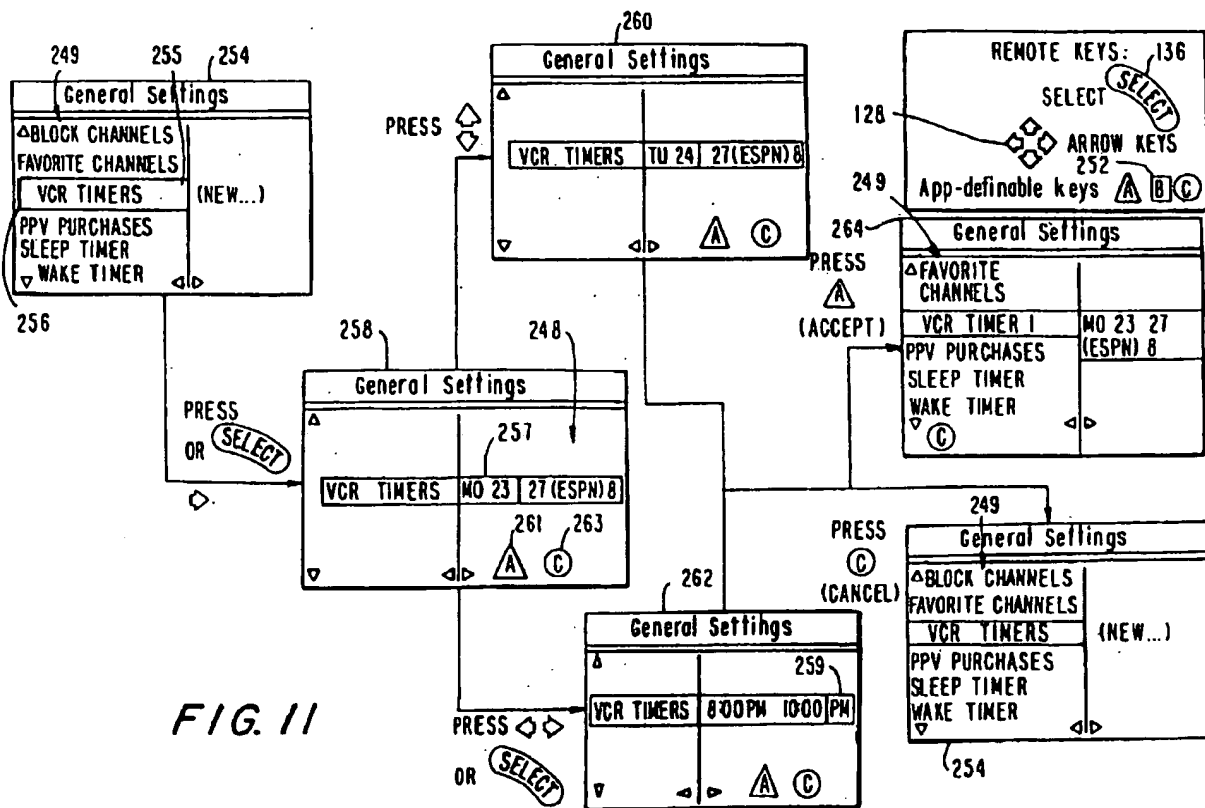 249
255
254
General Settings
BLOCK CHANNELS
FAVORITE CHANNELS
VCR TIMERS
(NEW...)
PPV PURCHASES
SLEEP TIMER
WAKE TIMER
256
PRESS
OR SELECT
260
PRESS
General Settings
VCR TIMERS TU 24 27(ESPN) 8
A C
258
248
General Settings
257
VCR TIMERS MO 23 27(ESPN) 8
261
263
A C
PRESS
OR SELECT
262
General Settings
259
VCR TIMERS 8:00PM 10:00 PM
A C
REMOTE KEYS:
136
SELECT SELECT
128
ARROW KEYS
252
App-definable keys A B C
249
264
PRESS
A
(ACCEPT)
General Settings
FAVORITE
CHANNELS
VCR TIMER 1 MO 23 27
(ESPN) 8
PPV PURCHASES
SLEEP TIMER
WAKE TIMER
C
PRESS
C
(CANCEL)
249
General Settings
BLOCK CHANNELS
FAVORITE CHANNELS
VCR TIMERS
(NEW...)
PPV PURCHASES
SLEEP TIMER
WAKE TIMER
254
FIG. 11